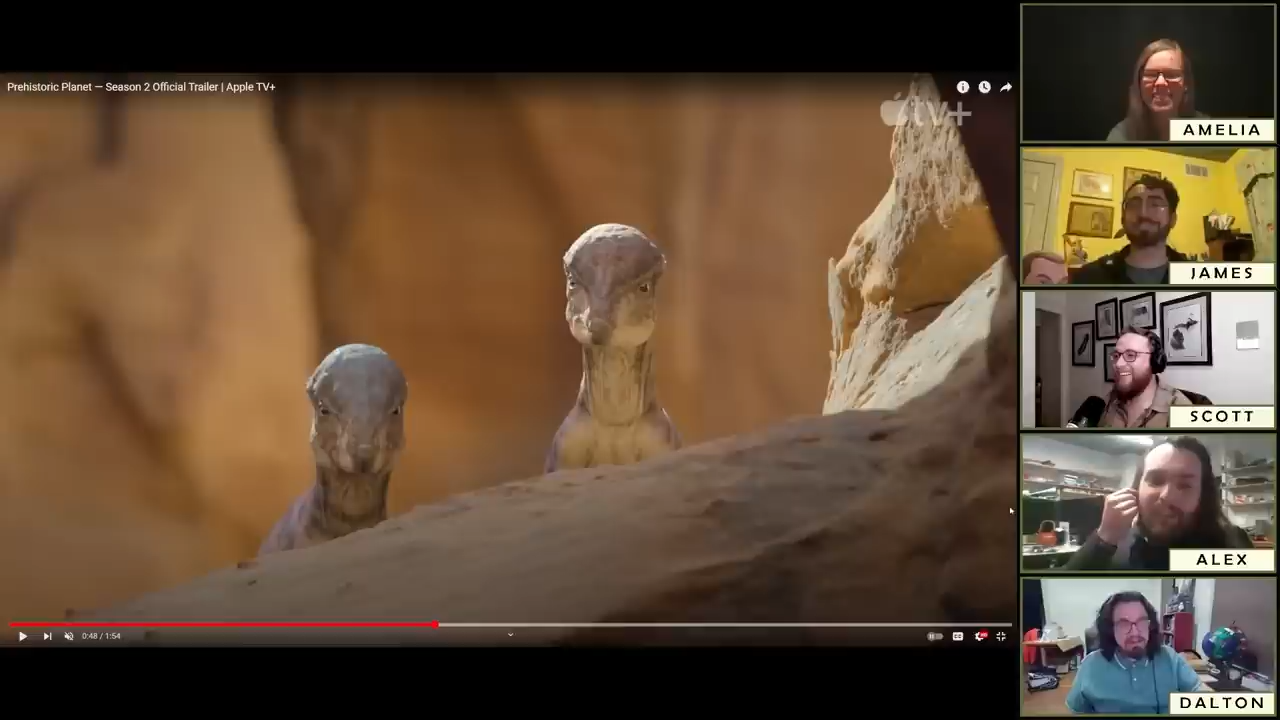 Prehistoric Planet — Season 2 Official Trailer | Apple TV+
tv+
AMELIA
JAMES
SCOTT
ALEX
DALTON
0:48 / 1:54